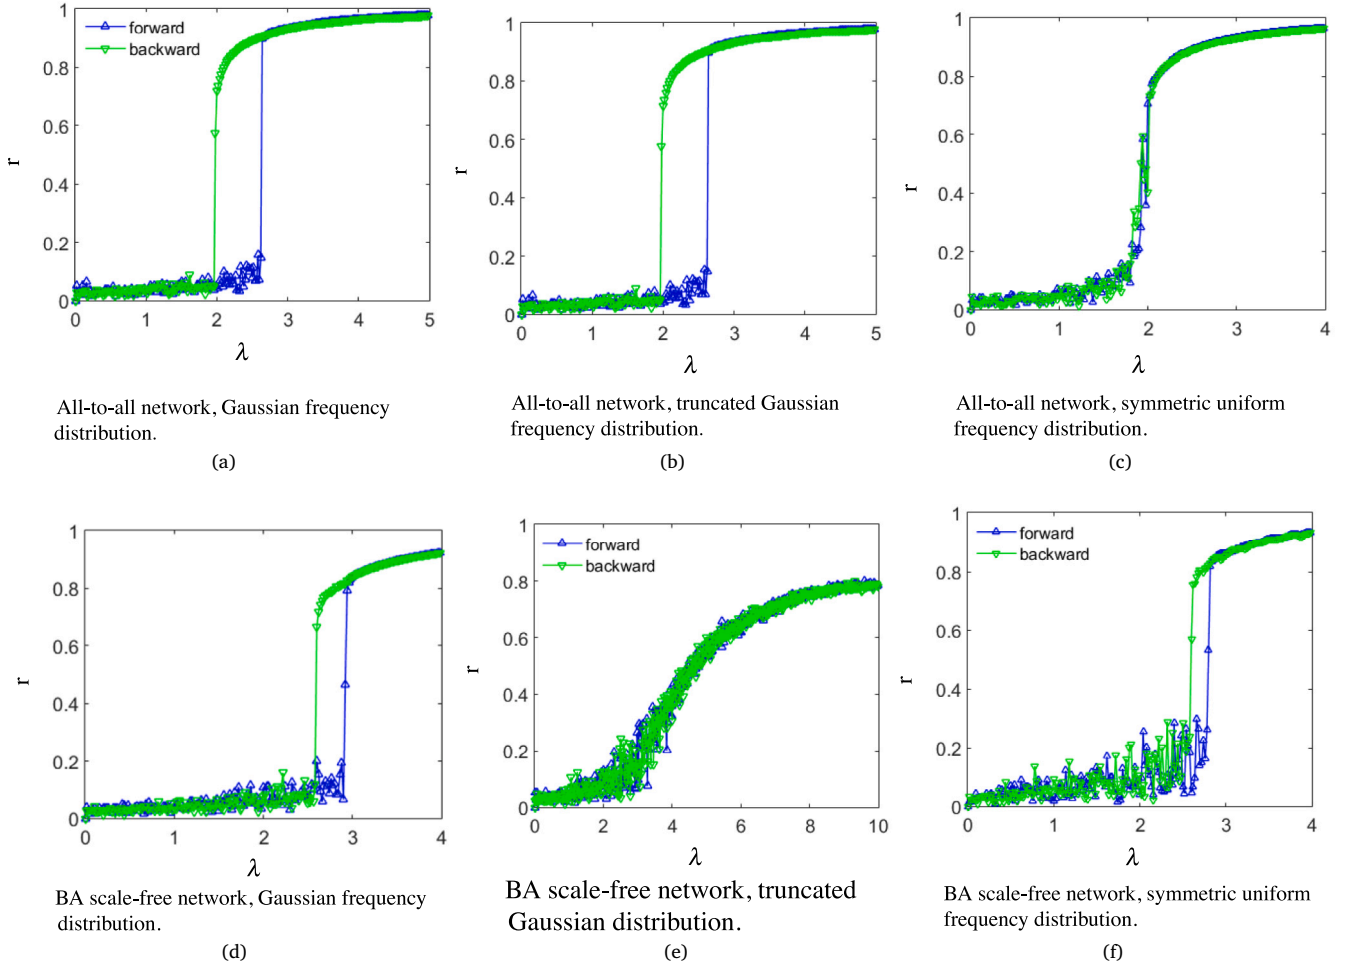 1
0.8
0.6
0.4
0.2
0
r
forward
backward
0 1 2 3 4 5
λ
All-to-all network, Gaussian frequency
distribution.
(a)
1
0.8
0.6
0.4
0.2
0
r
0 1 2 3 4 5
λ
All-to-all network, truncated Gaussian
frequency distribution.
(b)
1
0.8
0.6
0.4
0.2
0
r
0 1 2 3 4
λ
All-to-all network, symmetric uniform
frequency distribution.
(c)
1
0.8
0.6
0.4
0.2
0
r
0 1 2 3 4
λ
BA scale-free network, Gaussian frequency
distribution.
(d)
1
0.8
0.6
0.4
0.2
0
r
forward
backward
0 2 4 6 8 10
λ
BA scale-free network, truncated
Gaussian distribution.
(e)
1
0.8
0.6
0.4
0.2
0
r
forward
backward
0 1 2 3 4
λ
BA scale-free network, symmetric uniform
frequency distribution.
(f)